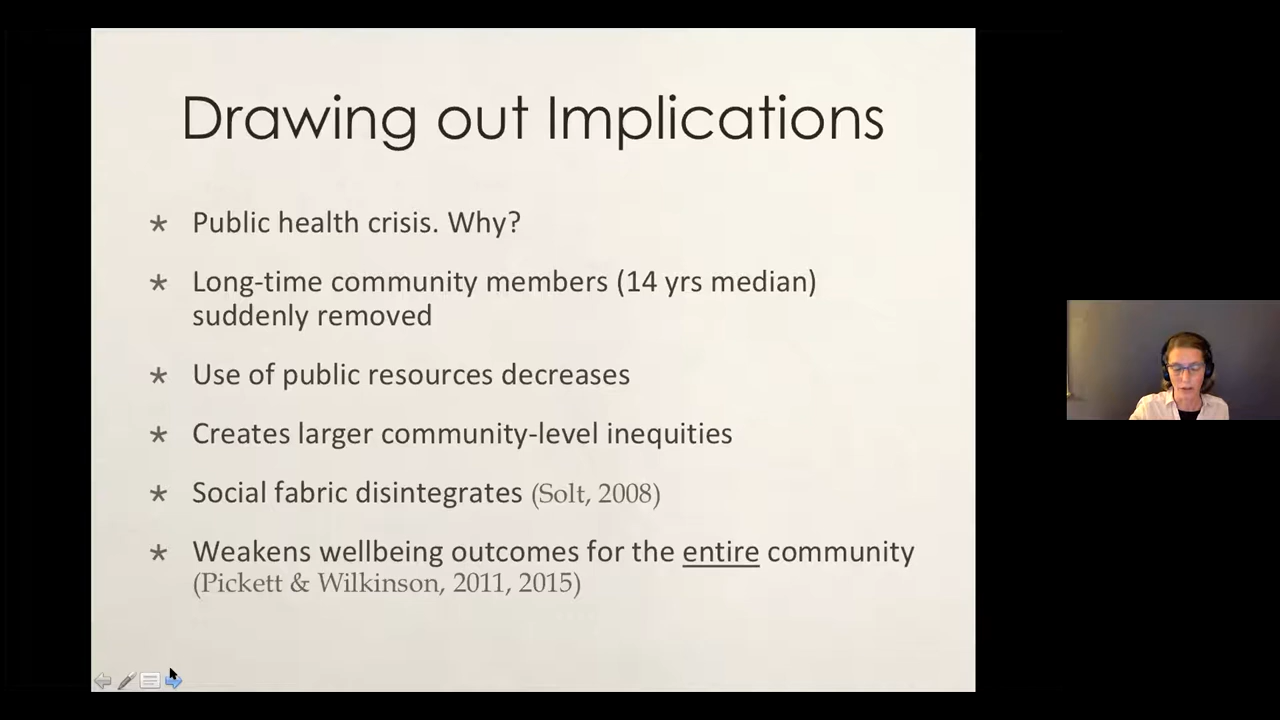 Drawing out Implications
* Public health crisis. Why?
* Long-time community members (14 yrs median)
suddenly removed
* Use of public resources decreases
* Creates larger community-level inequities
* Social fabric disintegrates (Solt, 2008)
* Weakens wellbeing outcomes for the entire community
(Pickett & Wilkinson, 2011, 2015)